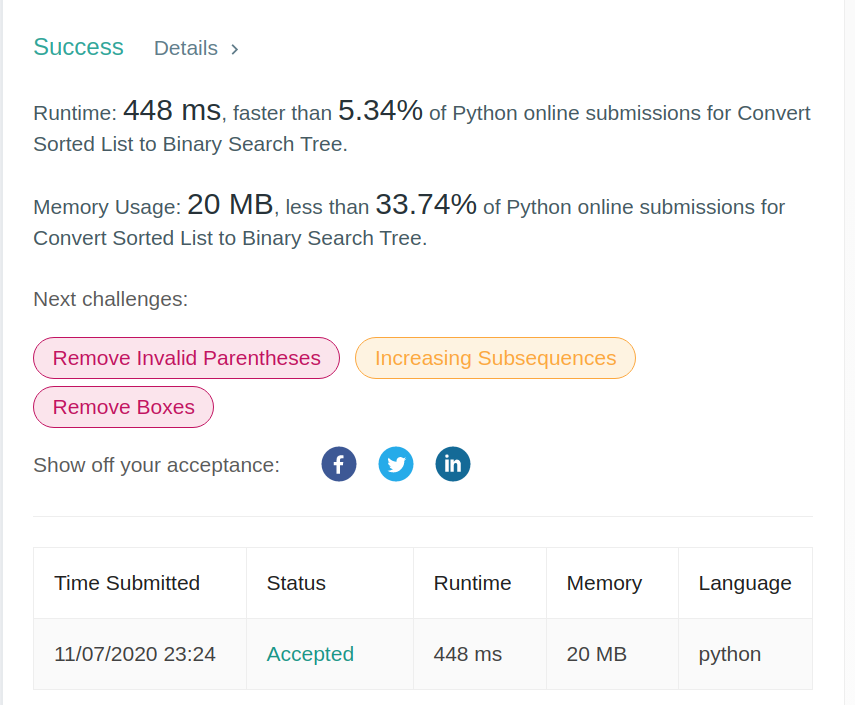 Success Details >
Runtime: 448 ms, faster than 5.34% of Python online submissions for Convert
Sorted List to Binary Search Tree.
Memory Usage: 20 MB, less than 33.74% of Python online submissions for
Convert Sorted List to Binary Search Tree.
Next challenges:
Remove Invalid Parentheses Increasing Subsequences
Remove Boxes
Show off your acceptance: f in
Time Submitted Status Runtime Memory Language
11/07/2020 23:24 Accepted 448 ms 20 MB python